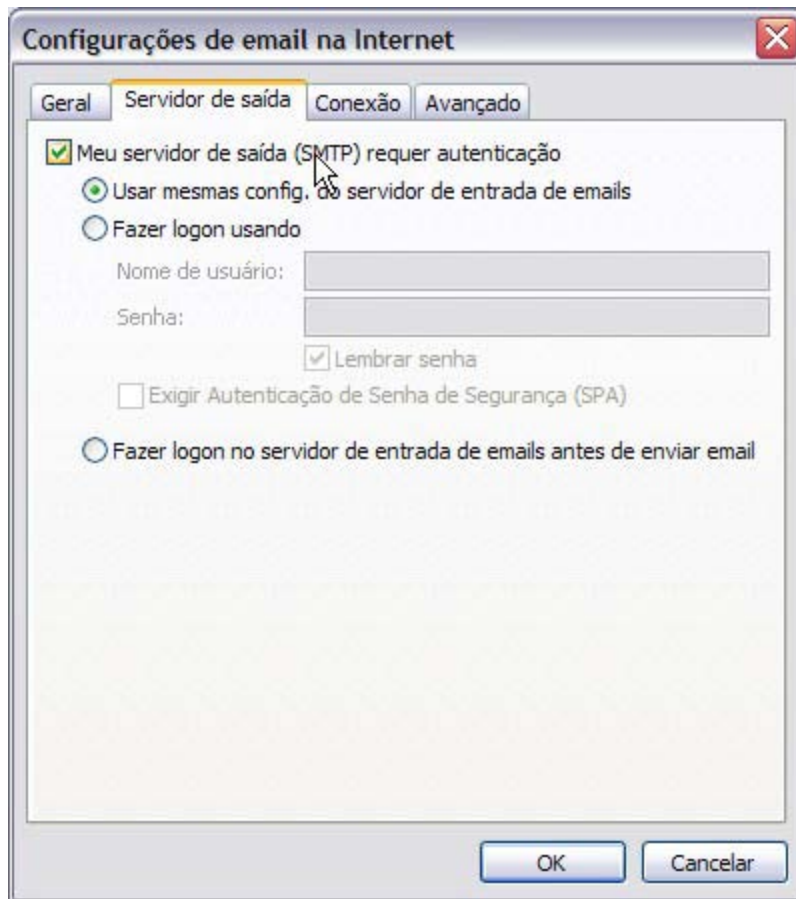 Configurações de email na Internet
Geral Servidor de saída Conexão Avançado
Meu servidor de saída (SMTP) requer autenticação
Usar mesmas config. do servidor de entrada de emails
Fazer logon usando
Nome de usuário:
Senha:
Lembrar senha
Exigir Autenticação de Senha de Segurança (SPA)
Fazer logon no servidor de entrada de emails antes de enviar email
OK Cancelar